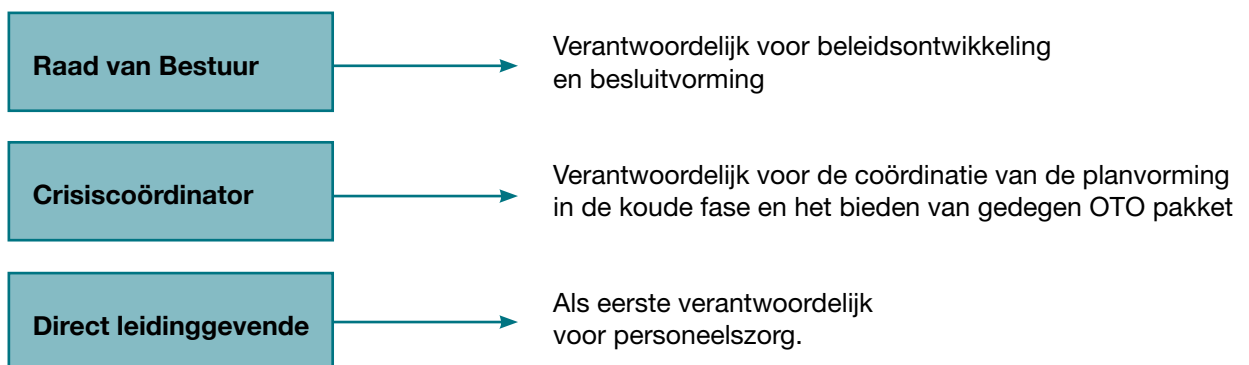 Raad van Bestuur
Verantwoordelijk voor beleidsontwikkeling
en besluitvorming
Crisiscoördinator
Verantwoordelijk voor de coördinatie van de planvorming
in de koude fase en het bieden van gedegen OTO pakket
Direct leidinggevende
Als eerste verantwoordelijk
voor personeelszorg.